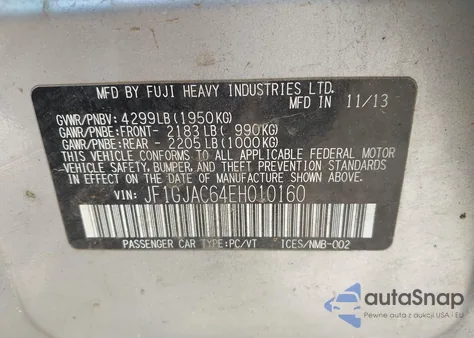 MFD BY FUJI HEAVY INDUSTRIES LTD.
MFD IN 11/13
GVWR/PNBV: 4299LB(1950KG)
GAWR/PNBE:FRONT- 2183LB( 990KG)
GAWR/PNBE:REAR - 2205LB(1000KG)
THIS VEHICLE CONFORMS TO ALL APPLICABLE FEDERAL MOTOR
VEHICLE SAFETY, BUMPER, AND THEFT PREVENTION STANDARDS
IN EFFECT ON THE DATE OF MANUFACTURE SHOWN ABOVE.
VIN: JF1GJAC64EH010160
PASSENGER CAR TYPE:PC/VT ICES/NMB-002
autoSnap
Pewne auta z aukcji USA i EU